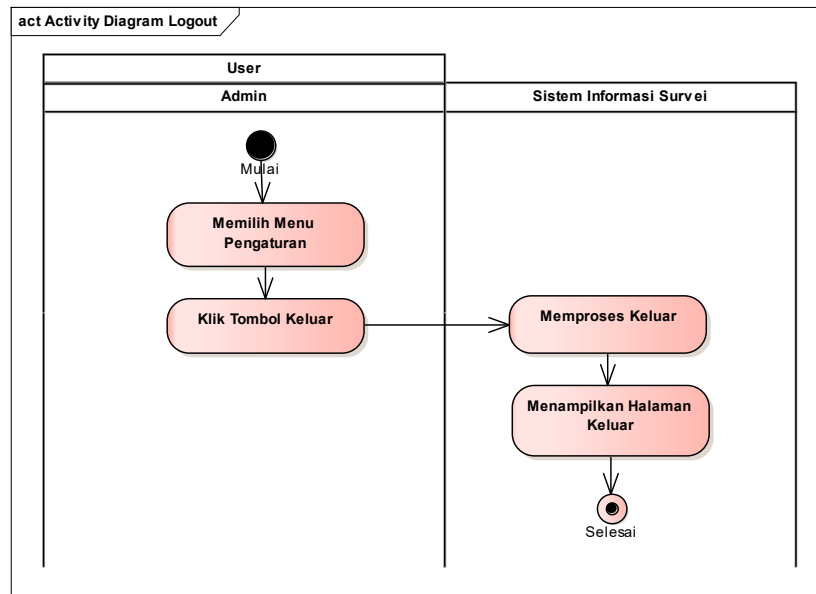 act Activity Diagram Logout
User
Admin
Sistem Informasi Survei
Mulai
Memilih Menu
Pengaturan
Klik Tombol Keluar
Memproses Keluar
Menampilkan Halaman
Keluar
Selesai